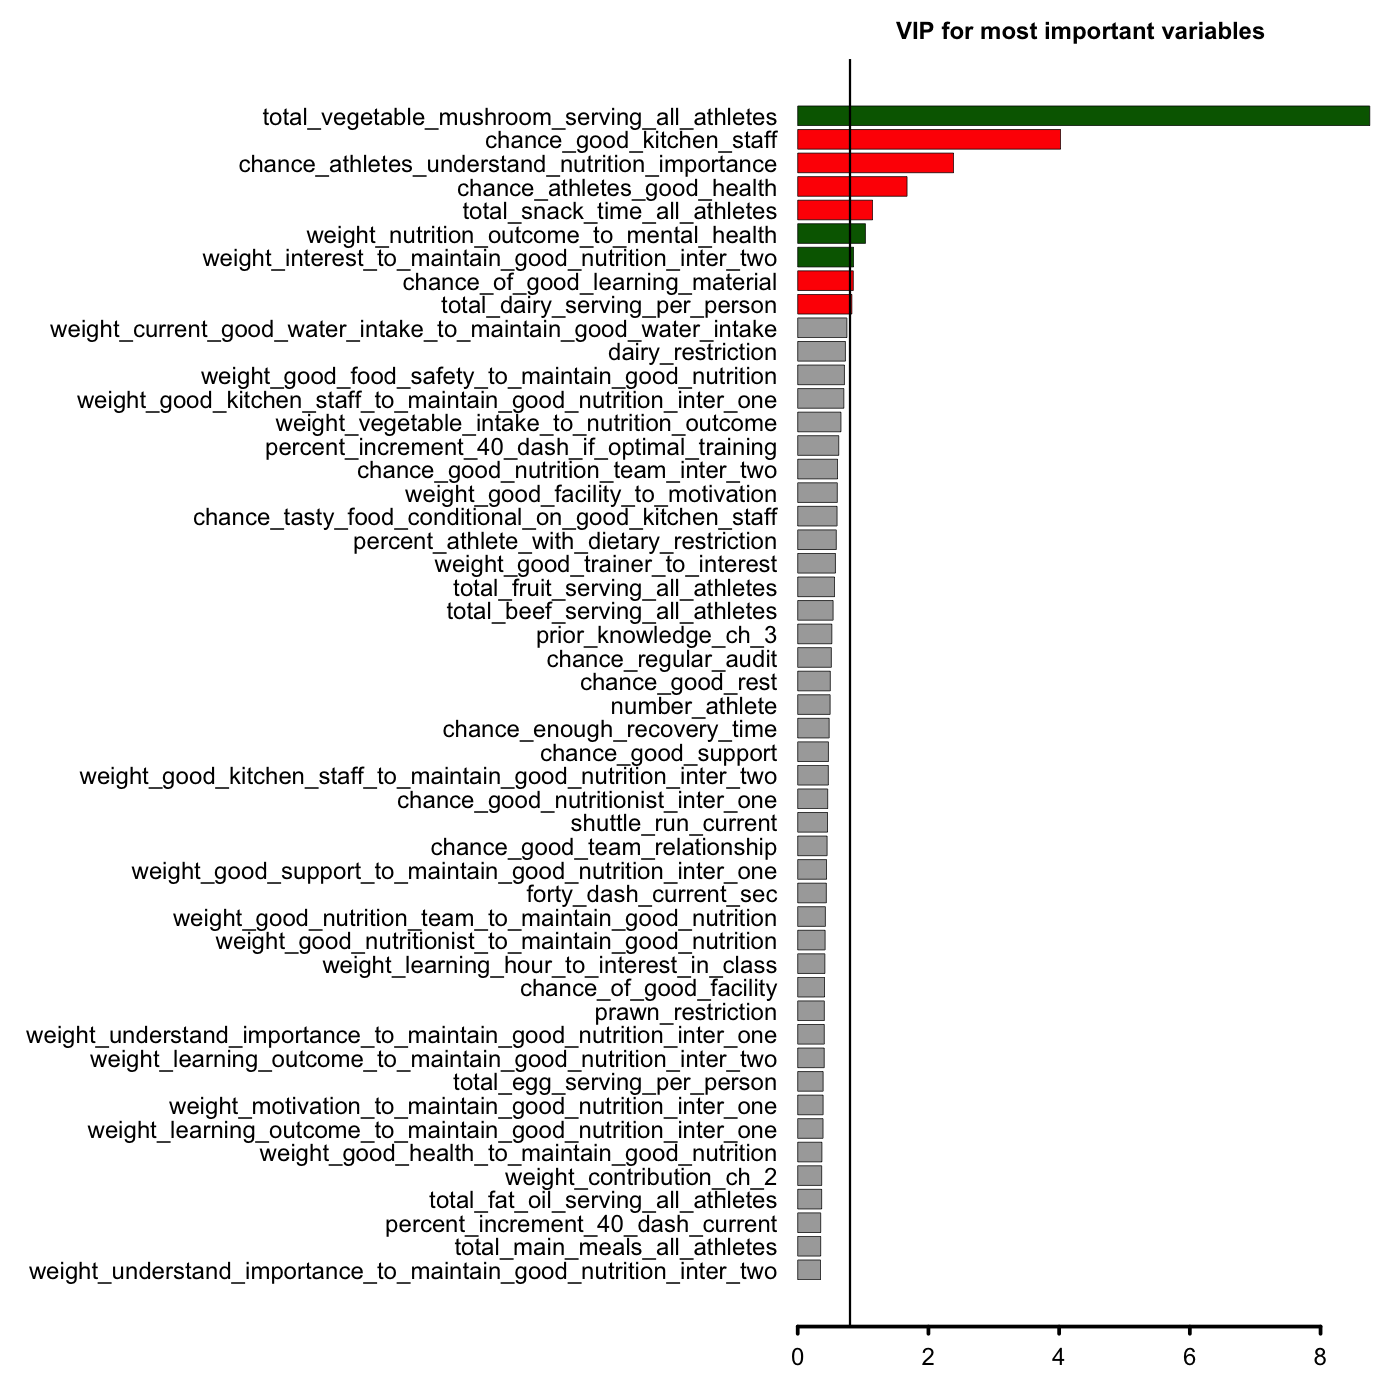 VIP for most important variables
total_vegetable_mushroom_serving_all_athletes
chance_good_kitchen_staff
chance_athletes_understand_nutrition_importance
chance_athletes_good_health
total_snack_time_all_athletes
weight_nutrition_outcome_to_mental_health
weight_interest_to_maintain_good_nutrition_inter_two
chance_of_good_learning_material
total_dairy_serving_per_person
weight_current_good_water_intake_to_maintain_good_water_intake
dairy_restriction
weight_good_food_safety_to_maintain_good_nutrition
weight_good_kitchen_staff_to_maintain_good_nutrition_inter_one
weight_vegetable_intake_to_nutrition_outcome
percent_increment_40_dash_if_optimal_training
chance_good_nutrition_team_inter_two
weight_good_facility_to_motivation
chance_tasty_food_conditional_on_good_kitchen_staff
percent_athlete_with_dietary_restriction
weight_good_trainer_to_interest
total_fruit_serving_all_athletes
total_beef_serving_all_athletes
prior_knowledge_ch_3
chance_regular_audit
chance_good_rest
number_athlete
chance_enough_recovery_time
chance_good_support
weight_good_kitchen_staff_to_maintain_good_nutrition_inter_two
chance_good_nutritionist_inter_one
shuttle_run_current
chance_good_team_relationship
weight_good_support_to_maintain_good_nutrition_inter_one
forty_dash_current_sec
weight_good_nutrition_team_to_maintain_good_nutrition
weight_good_nutritionist_to_maintain_good_nutrition
weight_learning_hour_to_interest_in_class
chance_of_good_facility
prawn_restriction
weight_understand_importance_to_maintain_good_nutrition_inter_one
weight_learning_outcome_to_maintain_good_nutrition_inter_two
total_egg_serving_per_person
weight_motivation_to_maintain_good_nutrition_inter_one
weight_learning_outcome_to_maintain_good_nutrition_inter_one
weight_good_health_to_maintain_good_nutrition
weight_contribution_ch_2
total_fat_oil_serving_all_athletes
percent_increment_40_dash_current
total_main_meals_all_athletes
weight_understand_importance_to_maintain_good_nutrition_inter_two
0 2 4 6 8